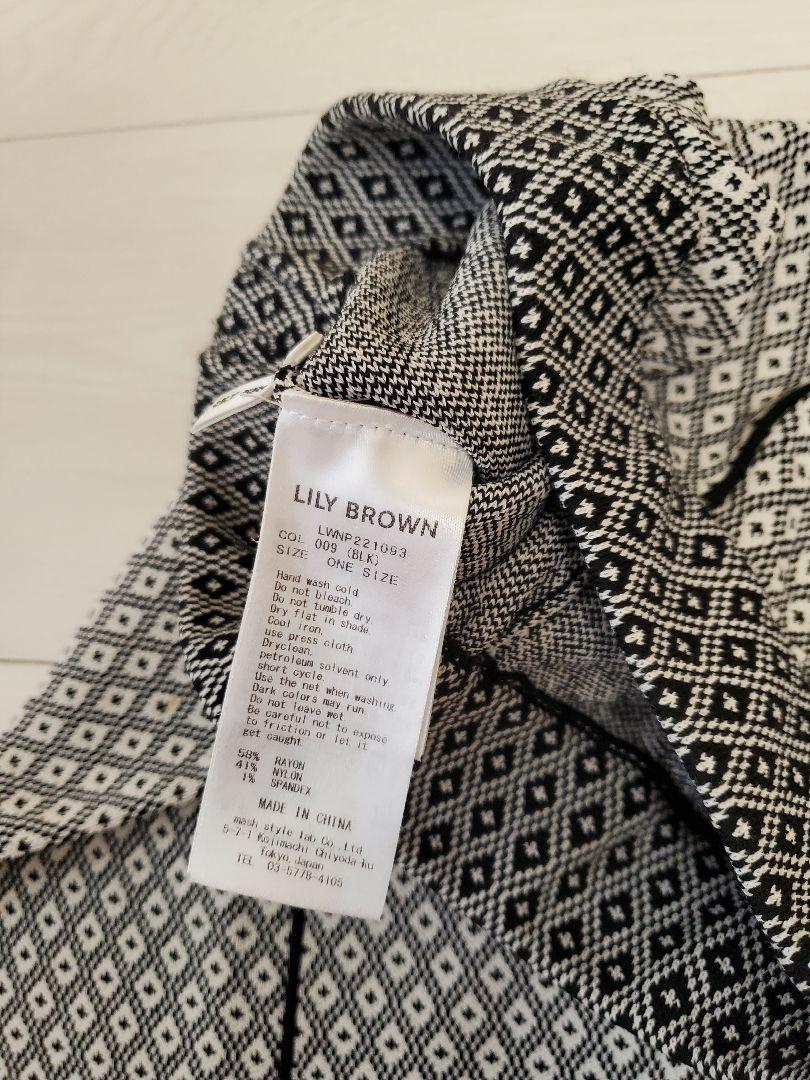 LILY BROWN
LWNP221093
COL 009 (BLK)
SIZE ONE SIZE
Hand wash cold
Do not bleach.
Do not tumble dry.
Dry flat in shade.
Cool iron.
use press cloth
Dryclean.
petroleum solvent only.
short cycle.
Use the net when washing.
Dark colors may run.
Do not leave wet.
Be careful not to expose
to friction or let it
get caught.
58% RAYON
41% NYLON
1% SPANDEX
MADE IN CHINA
mash style lab Co.,Ltd.
5-7-1 Kojimachi Chiyoda-ku
Tokyo,Japan
TEL 03-5778-4105